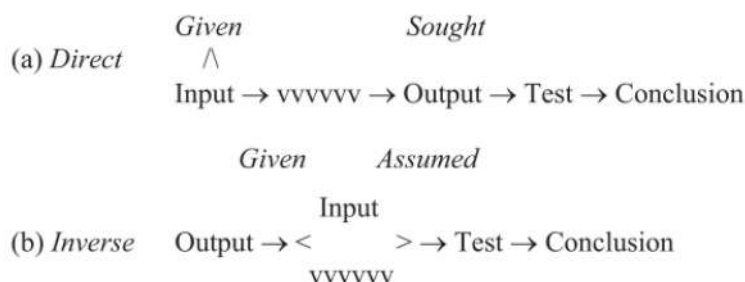 Given Sought
(a) Direct /\
Input → vvvvvv → Output → Test → Conclusion
Given Assumed
Input
(b) Inverse Output → < > → Test → Conclusion
vvvvvv